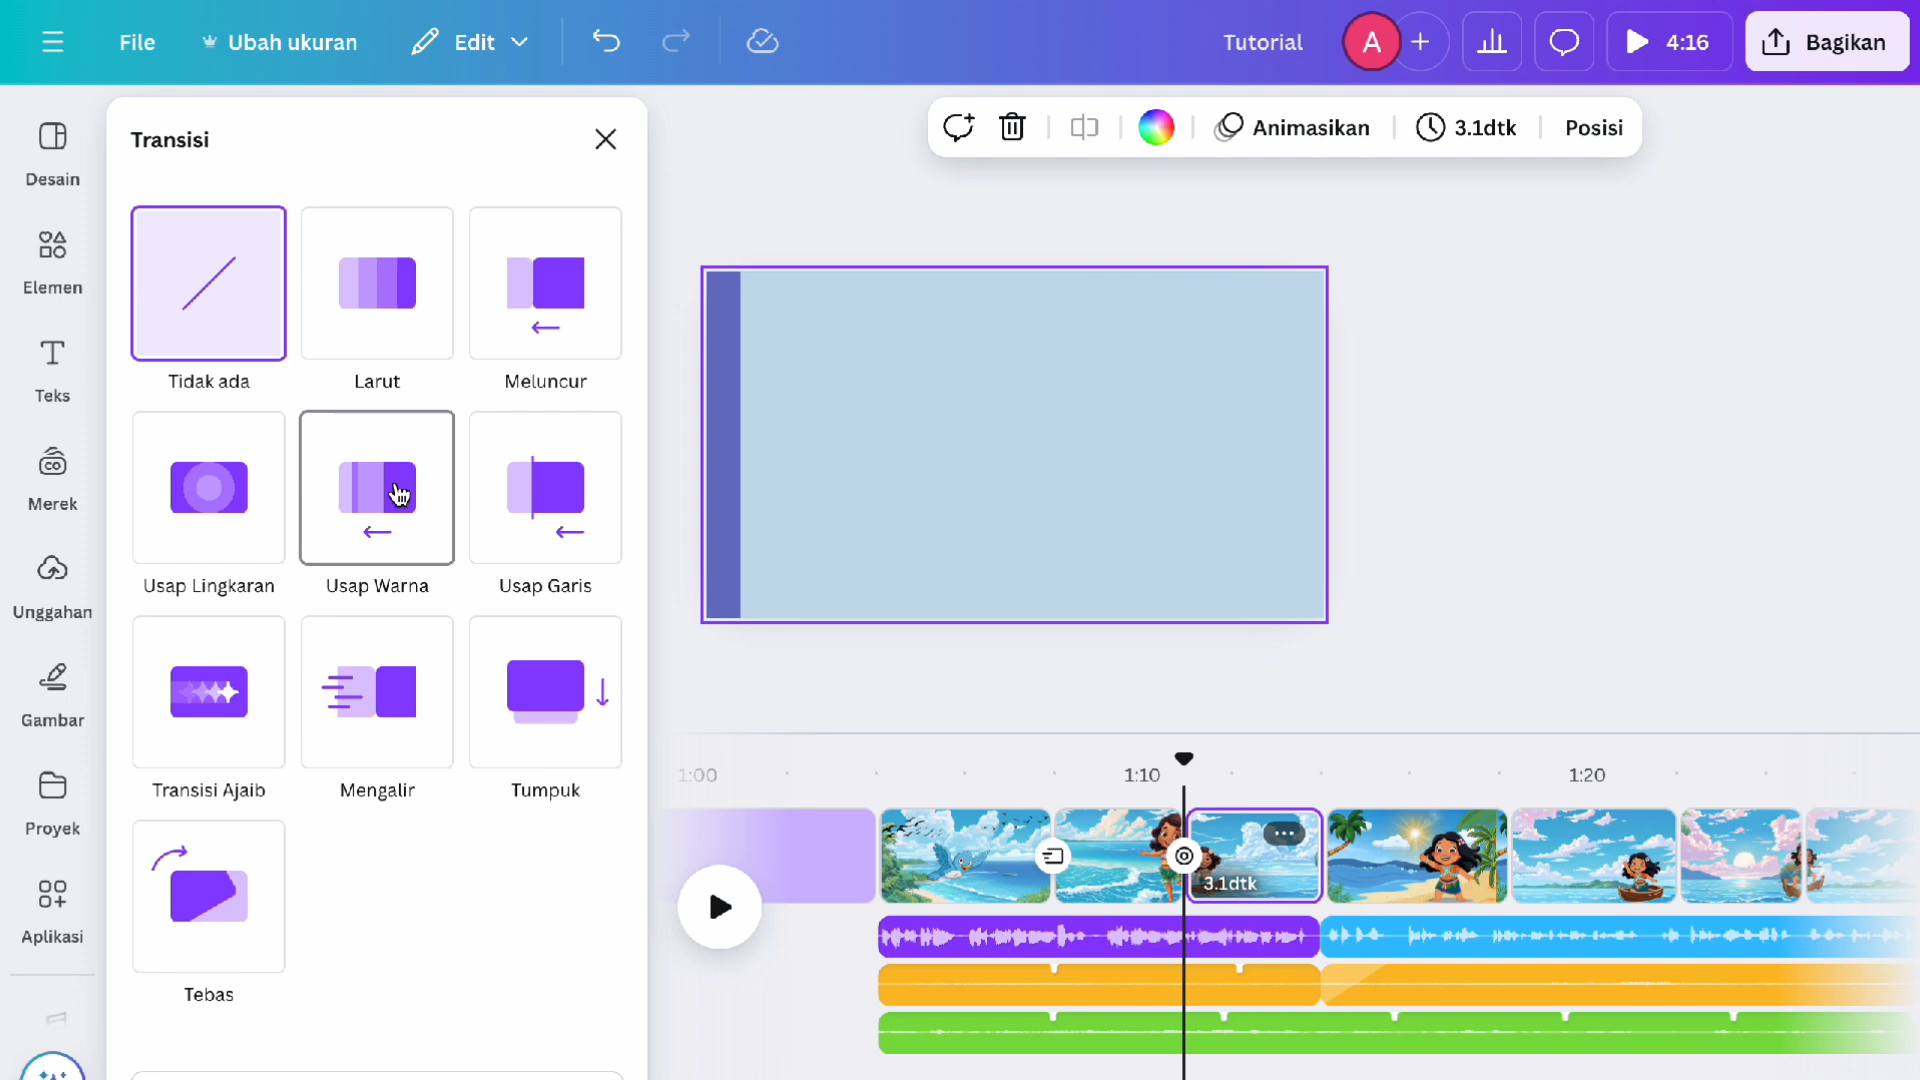 File
Ubah ukuran
Edit
Tutorial
A
4:16
Bagikan
Desain
Elemen
Teks
CO
Merek
Unggahan
Gambar
Proyek
Aplikasi
Transisi
Tidak ada
Larut
Meluncur
Usap Lingkaran
Usap Warna
Usap Garis
Transisi Ajaib
Mengalir
Tumpuk
Tebas
Animasikan
3.1dtk
Posisi
1:00
1:10
1:20
3.1dtk